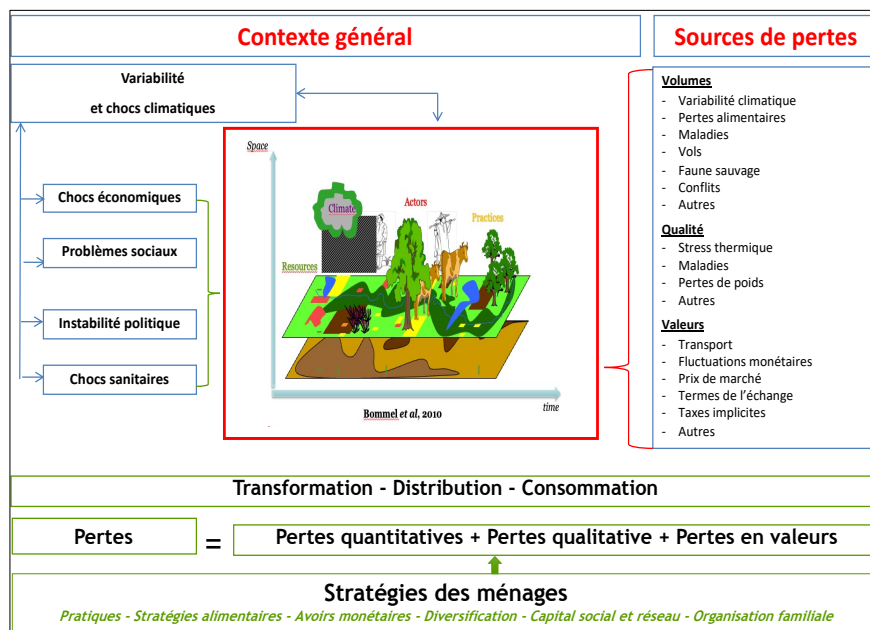 Contexte général
Sources de pertes
Variabilité
et chocs climatiques
Chocs économiques
Problèmes sociaux
Instabilité politique
Chocs sanitaires
Space
Climate
Actors
Practices
Resources
time
Bommel et al, 2010
Volumes
- Variabilité climatique
- Pertes alimentaires
- Maladies
- Vols
- Faune sauvage
- Conflits
- Autres
Qualité
- Stress thermique
- Maladies
- Pertes de poids
- Autres
Valeurs
- Transport
- Fluctuations monétaires
- Prix de marché
- Termes de l'échange
- Taxes implicites
- Autres
Transformation - Distribution - Consommation
Pertes = Pertes quantitatives + Pertes qualitative + Pertes en valeurs
Stratégies des ménages
Pratiques - Stratégies alimentaires - Avoirs monétaires - Diversification - Capital social et réseau - Organisation familiale